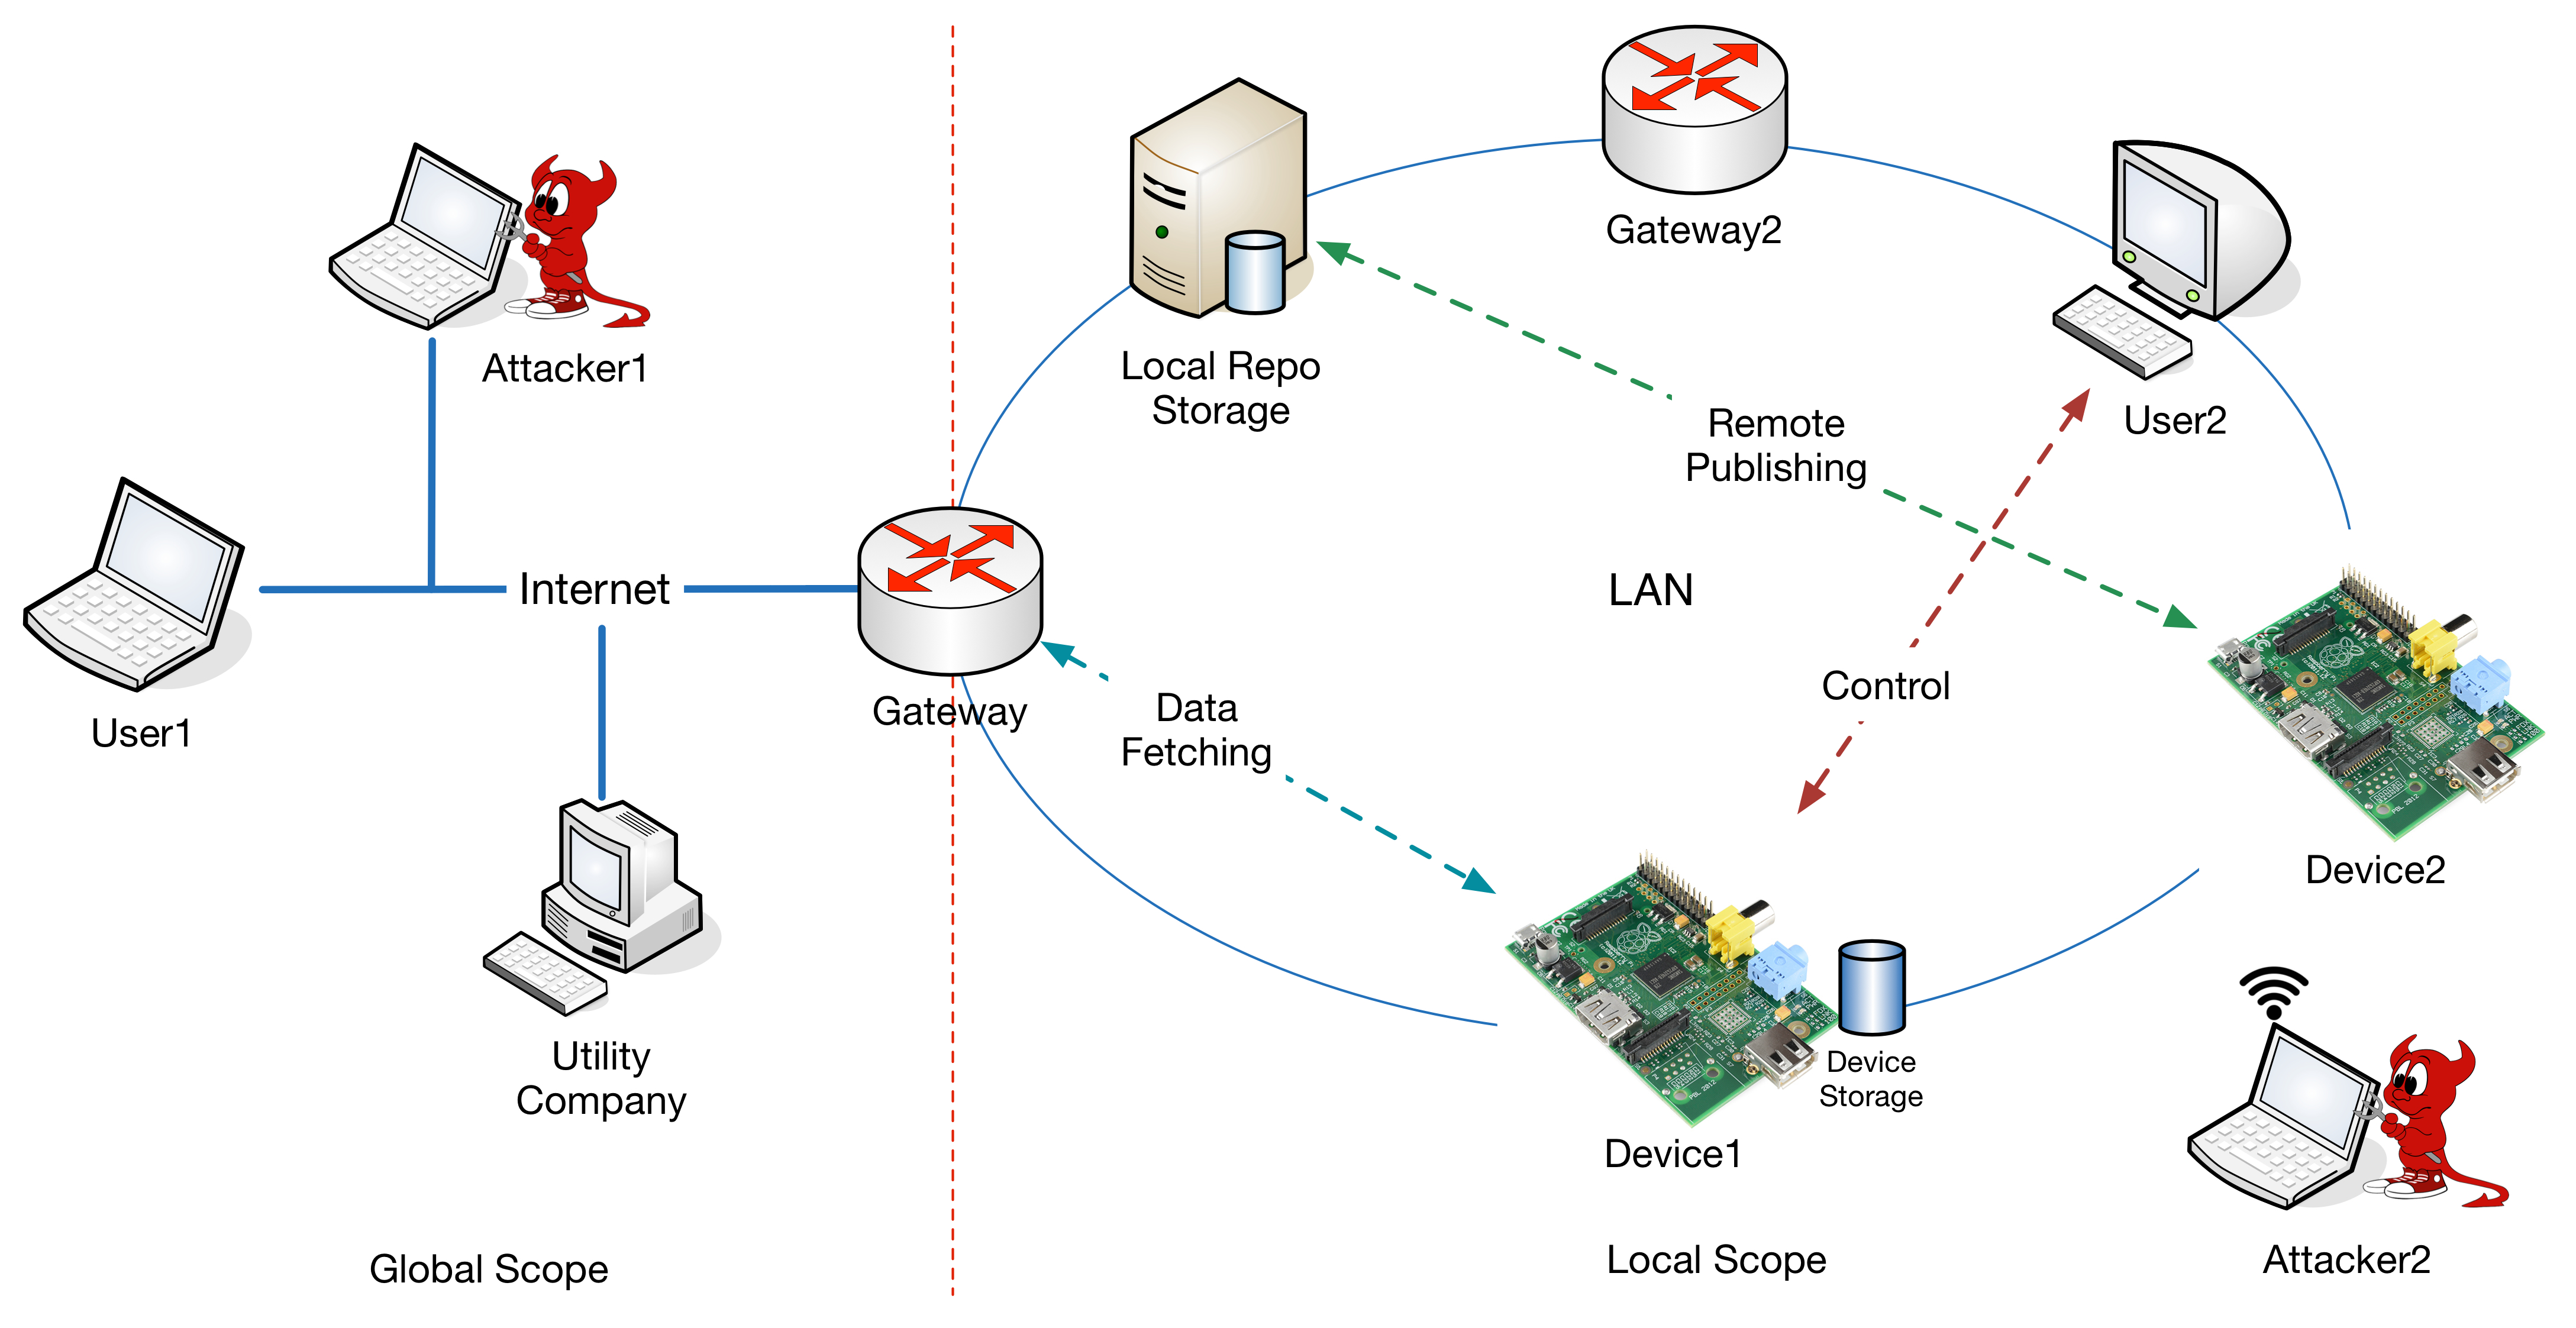 Attacker1
User1
Internet
Utility
Company
Global Scope
Gateway
Local Repo
Storage
Gateway2
User2
Remote
Publishing
LAN
Control
Data
Fetching
Device2
Device
Storage
Device1
Local Scope
Attacker2